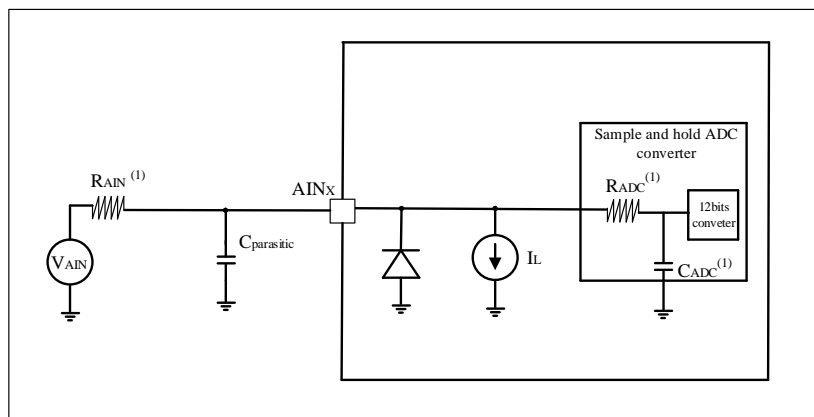 Sample and hold ADC
converter
RAIN (1)
AINX
RADC(1)
12bits
conveter
Cparasitic
VAIN
IL
CADC(1)